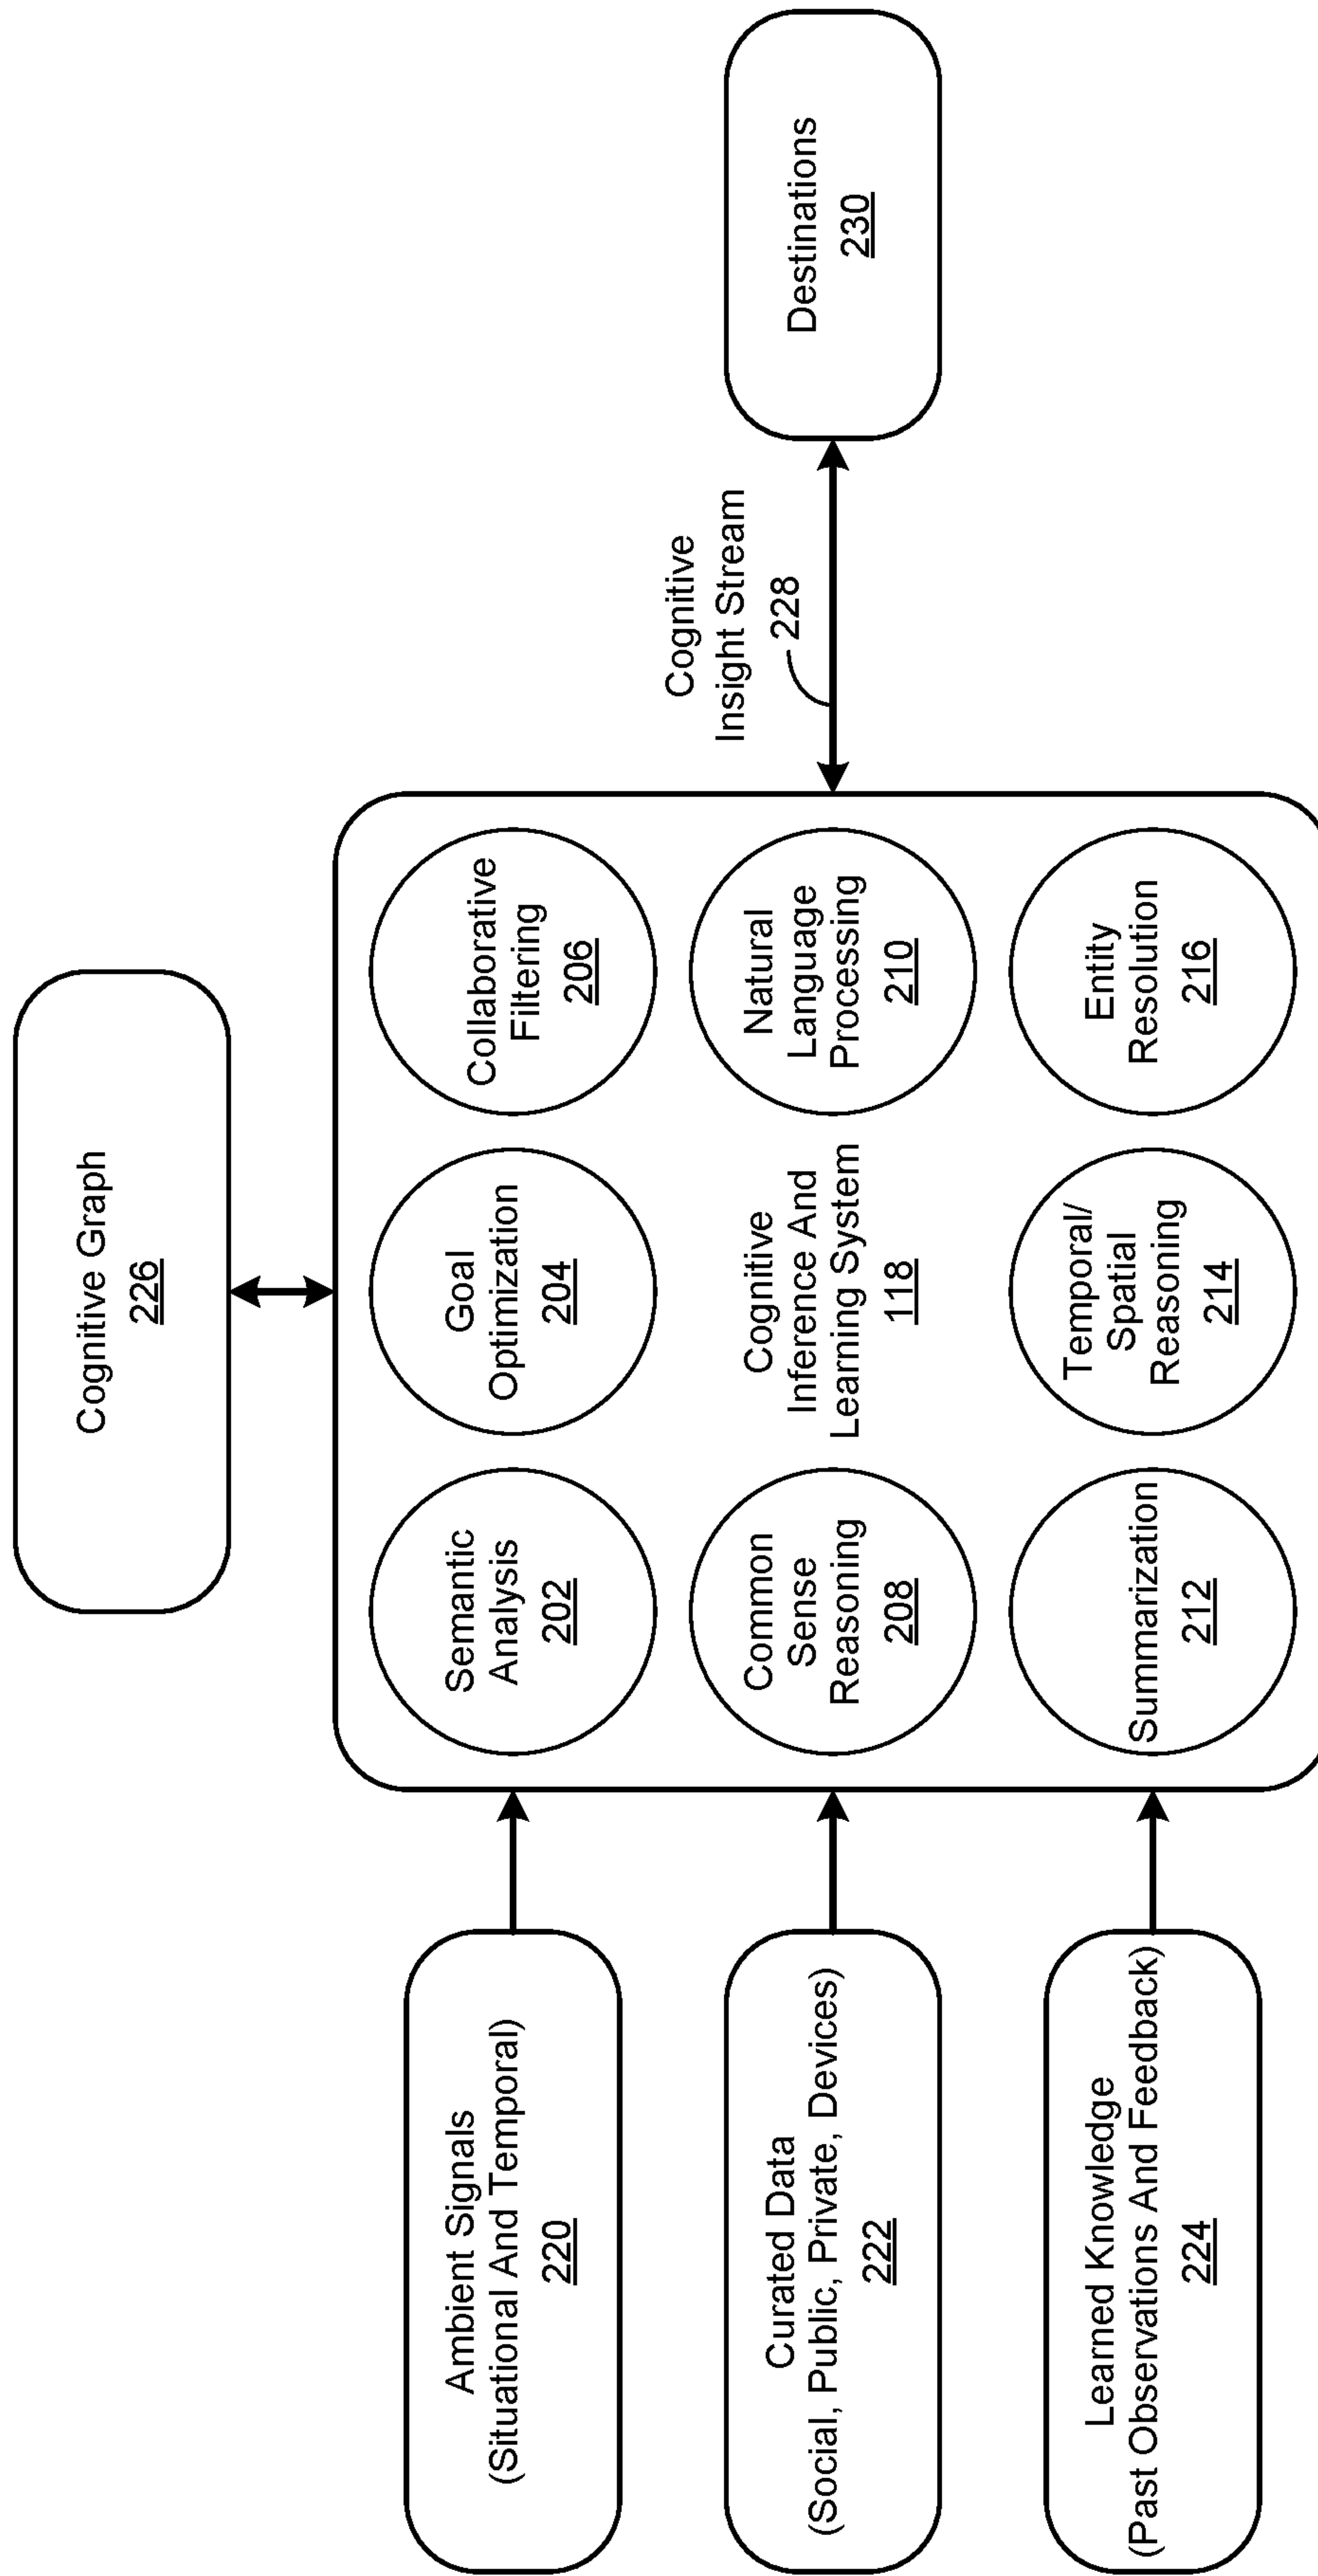 Cognitive Graph
226
Ambient Signals
(Situational And Temporal)
220
Curated Data
(Social, Public, Private, Devices)
222
Learned Knowledge
(Past Observations And Feedback)
224
Semantic
Analysis
202
Goal
Optimization
204
Collaborative
Filtering
206
Common
Sense
Reasoning
208
Cognitive
Inference And
Learning System
118
Natural
Language
Processing
210
Summarization
212
Temporal/
Spatial
Reasoning
214
Entity
Resolution
216
Cognitive
Insight Stream
228
Destinations
230